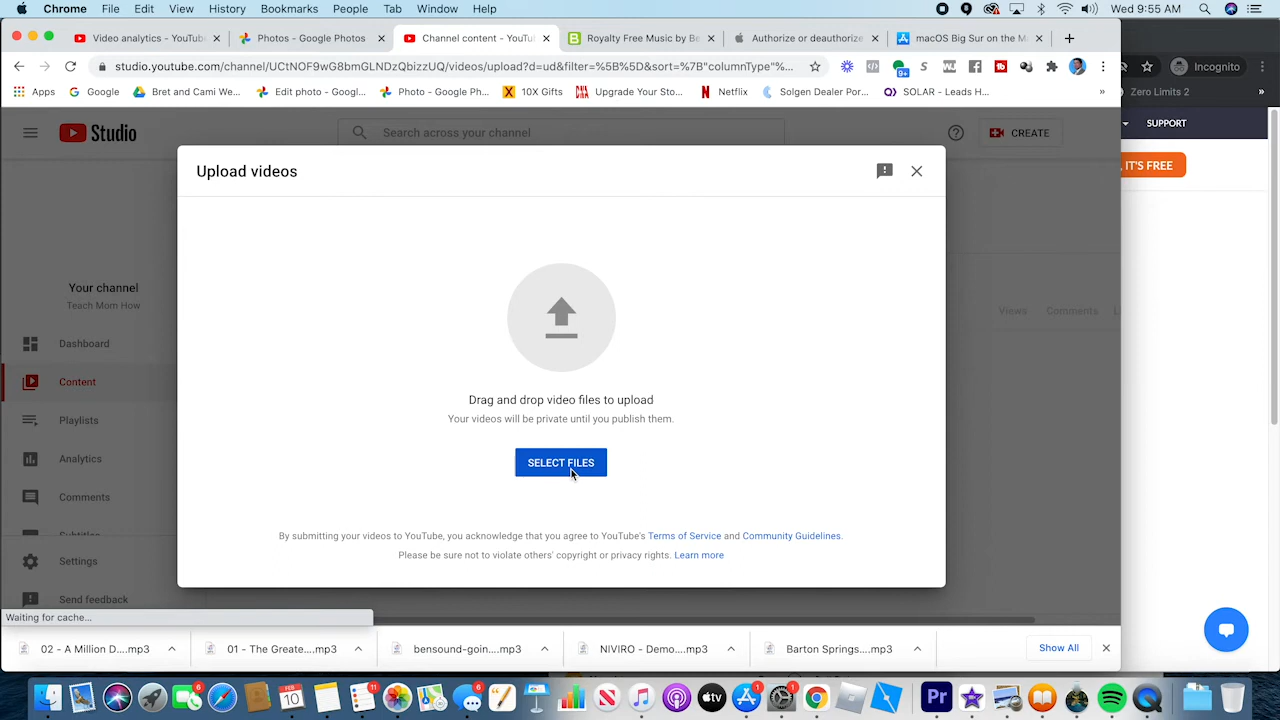 Chrome File Edit View History Bookmarks People Tab Window Help Wed 9:55 AM
Video analytics - YouTu Photos - Google Photos Channel content - YouTu Royalty Free Music by Be Authorize or deauthorize macOS Big Sur on the M
studio.youtube.com/channel/UCtNOF9wG8bmGLNDzQbizzUQ/videos/upload?d=ud&filter=%5B%5D&sort=%7B"columnType"%... Incognito
Apps Google Bret and Cami We... Edit photo - Googl... Photo - Google Ph... 10X Gifts Upgrade Your Sto... Netflix Solgen Dealer Por... SOLAR - Leads H... » Zero Limits 2 »
Studio Search across your channel CREATE SUPPORT
IT'S FREE
Upload videos
Your channel
Teach Mom How
Views Comments
Dashboard
Content
Playlists
Analytics
Comments
Subtitles
Settings
Send feedback
Drag and drop video files to upload
Your videos will be private until you publish them.
SELECT FILES
By submitting your videos to YouTube, you acknowledge that you agree to YouTube's Terms of Service and Community Guidelines.
Please be sure not to violate others' copyright or privacy rights. Learn more
Waiting for cache...
02 - A Million D....mp3 01 - The Greate...mp3 bensound-goin....mp3 NIVIRO - Demo....mp3 Barton Springs....mp3 Show All